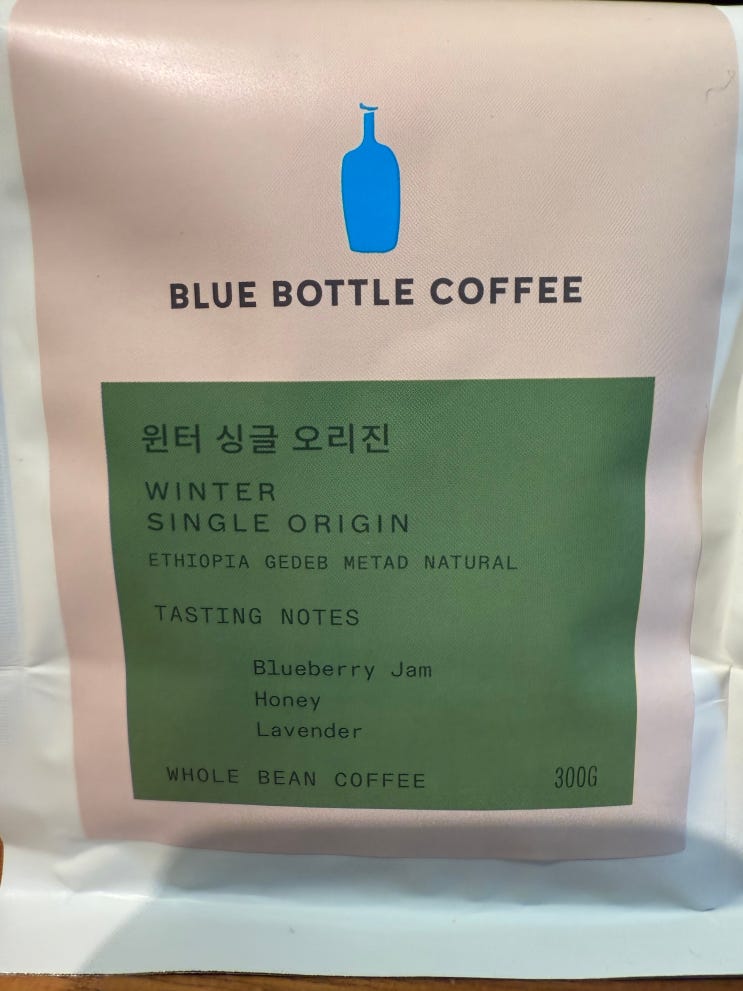 BLUE BOTTLE COFFEE
윈터 싱글 오리진
WINTER
SINGLE ORIGIN
ETHIOPIA GEDEB METAD NATURAL
TASTING NOTES
Blueberry Jam
Honey
Lavender
WHOLE BEAN COFFEE 300G